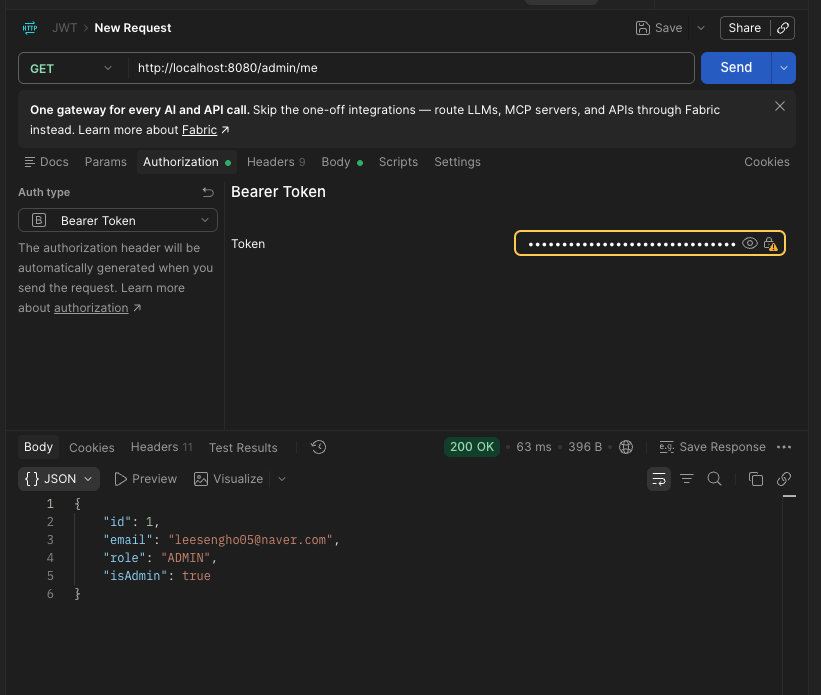 HTTP JWT > New Request Save Share
GET http://localhost:8080/admin/me Send
One gateway for every AI and API call. Skip the one-off integrations — route LLMs, MCP servers, and APIs through Fabric
instead. Learn more about Fabric ↗
Docs Params Authorization Headers 9 Body Scripts Settings Cookies
Auth type
B Bearer Token
The authorization header will be
automatically generated when you
send the request. Learn more
about authorization ↗
Bearer Token
Token •••••••••••••••••••••••••••••••
Body Cookies Headers 11 Test Results 200 OK • 63 ms • 396 B e.g. Save Response •••
{} JSON Preview Visualize
1 {
2 "id": 1,
3 "email": "leesengho05@naver.com",
4 "role": "ADMIN",
5 "isAdmin": true
6 }